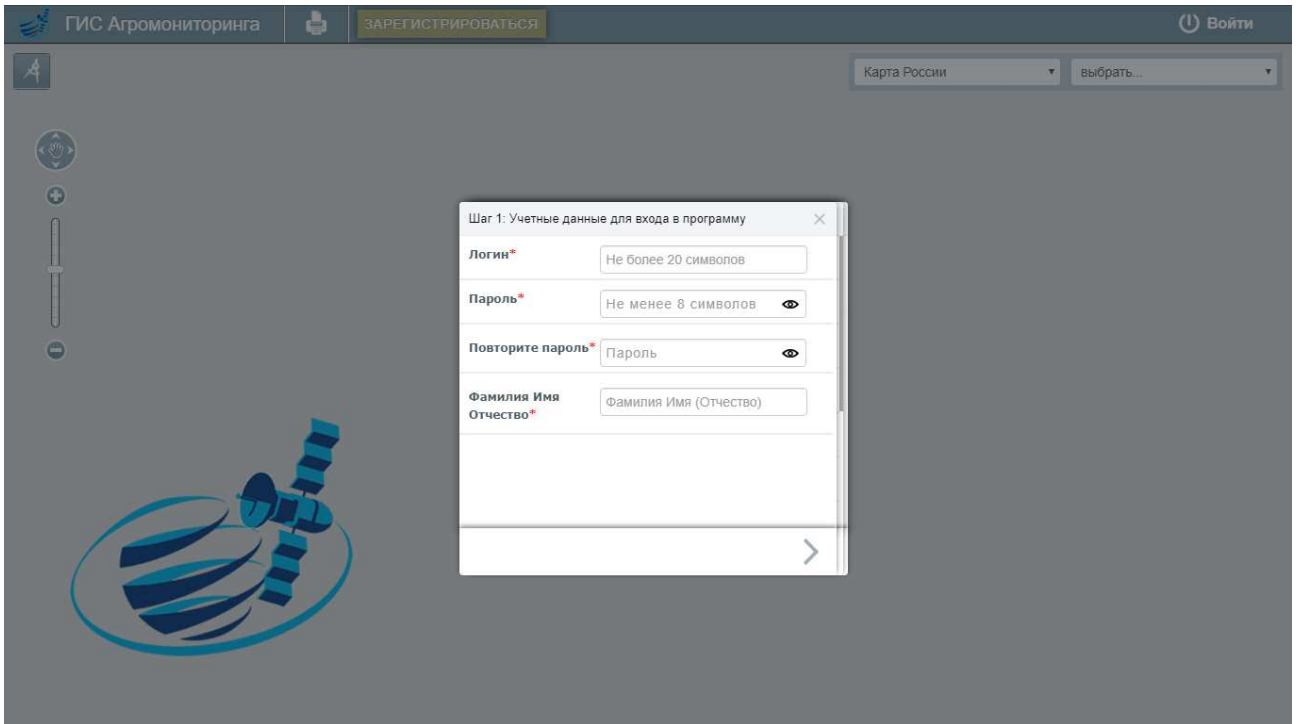 ГИС Агромониторинга
ЗАРЕГИСТРИРОВАТЬСЯ
Войти
Карта России
выбрать...
Шаг 1: Учетные данные для входа в программу
Логин*
Не более 20 символов
Пароль*
Не менее 8 символов
Повторите пароль*
Пароль
Фамилия Имя
Отчество*
Фамилия Имя (Отчество)